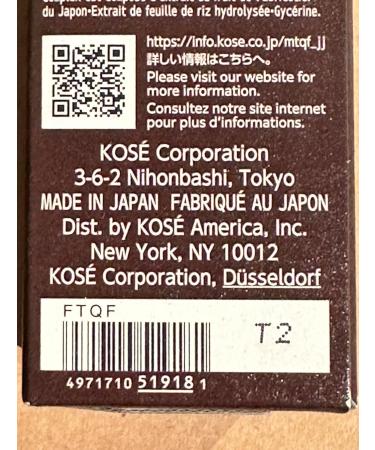 du Japon•Extrait de feuille de riz hydrolysée•Glycérine.
https://info.kose.co.jp/mtqf_jj
詳しい情報はこちらへ。
Please visit our website for
more information.
Consultez notre site internet
pour plus d'informations.
KOSÉ Corporation
3-6-2 Nihonbashi, Tokyo
MADE IN JAPAN FABRIQUÉ AU JAPON
Dist. by KOSÉ America, Inc.
New York, NY 10012
KOSÉ Corporation, Düsseldorf
FTQF
T2
4971710 51918 1